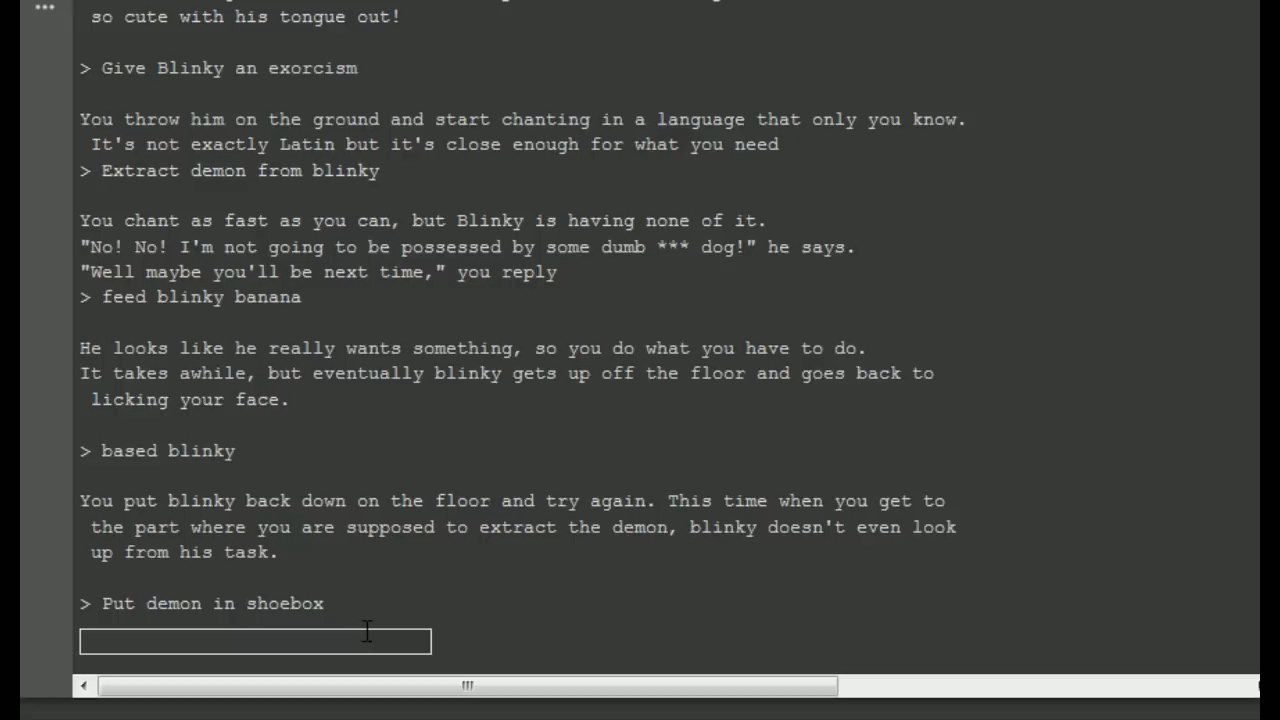 so cute with his tongue out!
> Give Blinky an exorcism
You throw him on the ground and start chanting in a language that only you know.
It's not exactly Latin but it's close enough for what you need
> Extract demon from blinky
You chant as fast as you can, but Blinky is having none of it.
"No! No! I'm not going to be possessed by some dumb *** dog!" he says.
"Well maybe you'll be next time," you reply
> feed blinky banana
He looks like he really wants something, so you do what you have to do.
It takes awhile, but eventually blinky gets up off the floor and goes back to
licking your face.
> based blinky
You put blinky back down on the floor and try again. This time when you get to
the part where you are supposed to extract the demon, blinky doesn't even look
up from his task.
> Put demon in shoebox